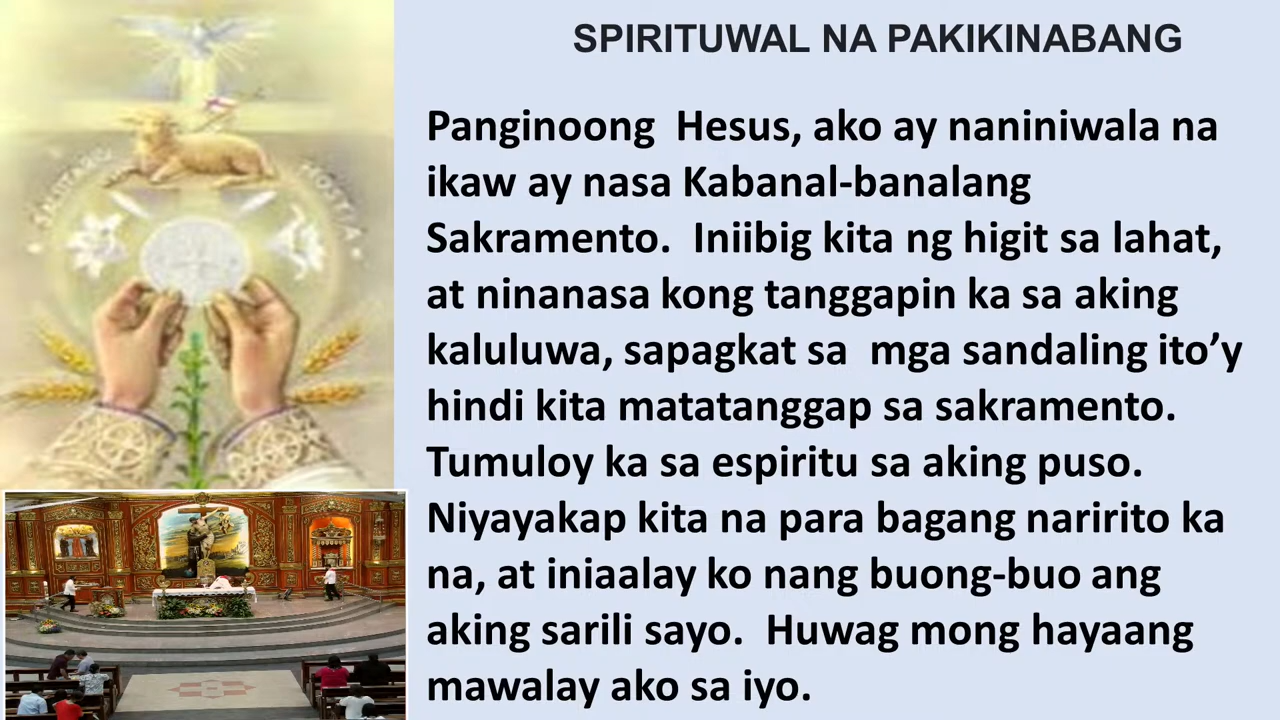 SPIRITUWAL NA PAKIKINABANG
Panginoong  Hesus, ako ay naniniwala na
ikaw ay nasa Kabanal-banalang
Sakramento.  Iniibig kita ng higit sa lahat,
at ninanasa kong tanggapin ka sa aking
kaluluwa, sapagkat sa  mga sandaling ito’y
hindi kita matatanggap sa sakramento.
Tumuloy ka sa espiritu sa aking puso.
Niyayakap kita na para bagang naririto ka
na, at iniaalay ko nang buong-buo ang
aking sarili sayo.  Huwag mong hayaang
mawalay ako sa iyo.